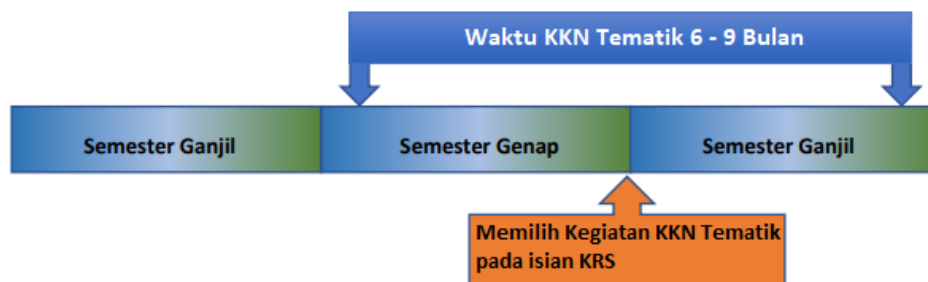 Waktu KKN Tematik 6 - 9 Bulan
Semester Ganjil
Semester Genap
Semester Ganjil
Memilih Kegiatan KKN Tematik
pada isian KRS